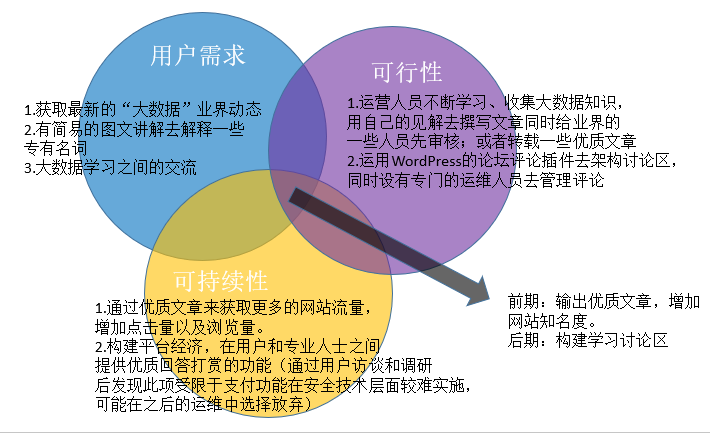 用户需求
1.获取最新的“大数据”业界动态
2.有简易的图文讲解去解释一些
专有名词
3.大数据学习之间的交流
可行性
1.运营人员不断学习、收集大数据知识，
用自己的见解去撰写文章同时给业界的
一些人员先审核；或者转载一些优质文章
2.运用WordPress的论坛评论插件去架构讨论区，
同时设有专门的运维人员去管理评论
可持续性
1.通过优质文章来获取更多的网站流量，
增加点击量以及浏览量。
2.构建平台经济，在用户和专业人士之间
提供优质回答打赏的功能（通过用户访谈和调研
后发现此项受限于支付功能在安全技术层面较难实施，
可能在之后的运维中选择放弃）
前期：输出优质文章，增加
网站知名度。
后期：构建学习讨论区